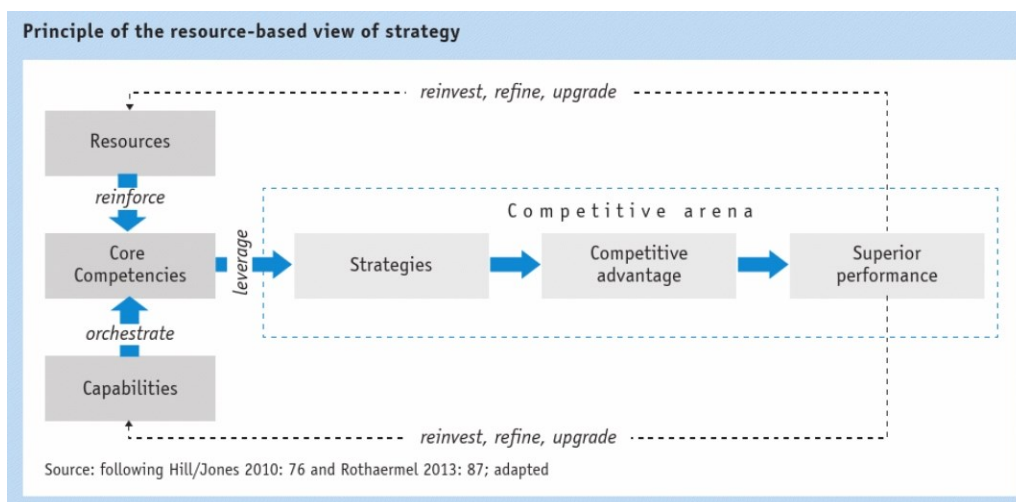 Principle of the resource-based view of strategy
reinvest, refine, upgrade
Resources
reinforce
Competitive arena
Core
Competencies
leverage
Strategies
Competitive
advantage
Superior
performance
orchestrate
Capabilities
reinvest, refine, upgrade
Source: following Hill/Jones 2010: 76 and Rothaermel 2013: 87; adapted